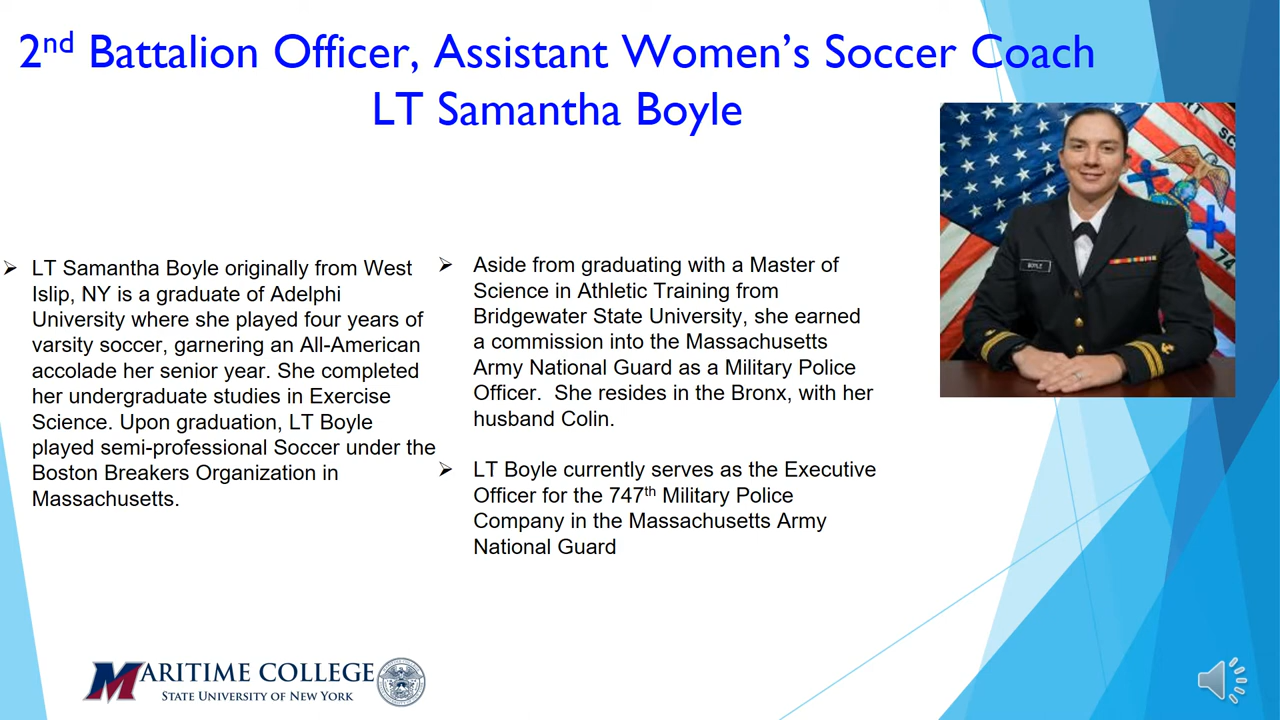 2nd Battalion Officer, Assistant Women’s Soccer Coach
LT Samantha Boyle
➢ LT Samantha Boyle originally from West
Islip, NY is a graduate of Adelphi
University where she played four years of
varsity soccer, garnering an All-American
accolade her senior year. She completed
her undergraduate studies in Exercise
Science. Upon graduation, LT Boyle
played semi-professional Soccer under the
Boston Breakers Organization in
Massachusetts.
➢ Aside from graduating with a Master of
Science in Athletic Training from
Bridgewater State University, she earned
a commission into the Massachusetts
Army National Guard as a Military Police
Officer. She resides in the Bronx, with her
husband Colin.
➢ LT Boyle currently serves as the Executive
Officer for the 747th Military Police
Company in the Massachusetts Army
National Guard
BOYLE
74
MARITIME COLLEGE
STATE UNIVERSITY OF NEW YORK